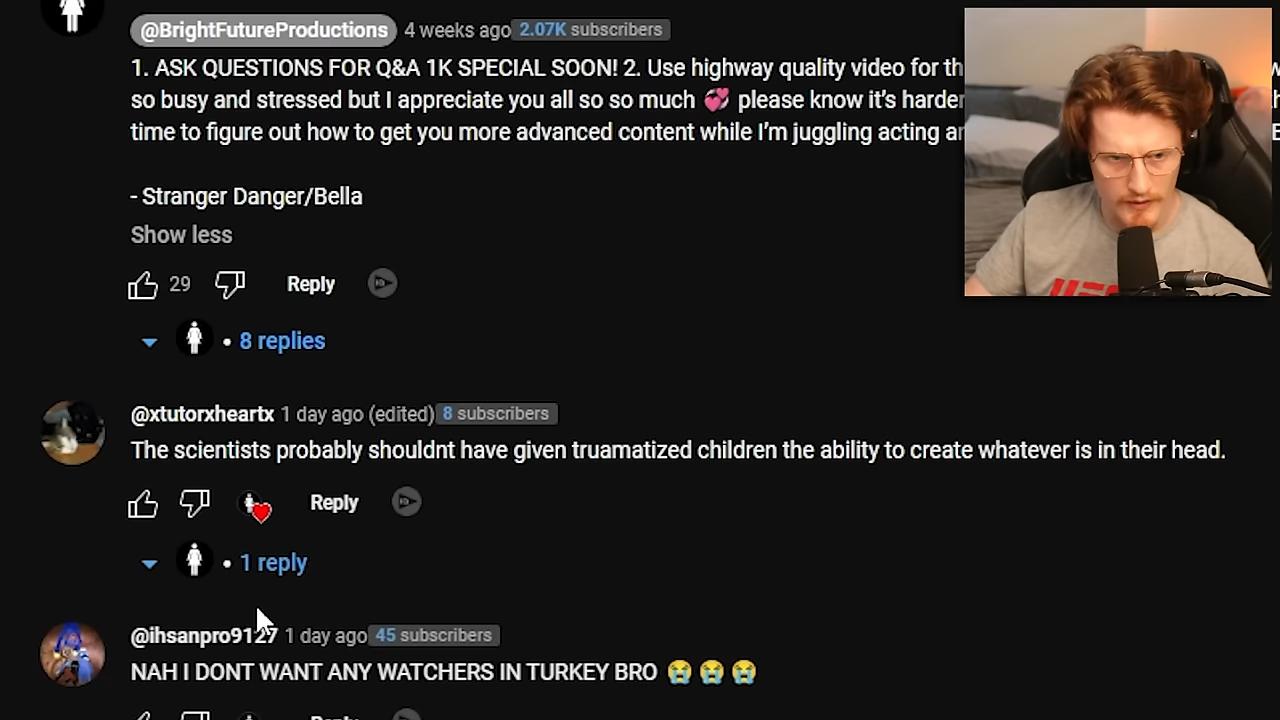 @BrightFutureProductions 4 weeks ago 2.07K subscribers
1. ASK QUESTIONS FOR Q&A 1K SPECIAL SOON! 2. Use highway quality video for th
so busy and stressed but I appreciate you all so so much 💞 please know it’s harder
time to figure out how to get you more advanced content while I’m juggling acting
- Stranger Danger/Bella
Show less
29 Reply
• 8 replies
@xtutorxheartx 1 day ago (edited) 8 subscribers
The scientists probably shouldnt have given truamatized children the ability to create whatever is in their head.
Reply
• 1 reply
@ihsanpro9127 1 day ago 45 subscribers
NAH I DONT WANT ANY WATCHERS IN TURKEY BRO 😭 😭 😭